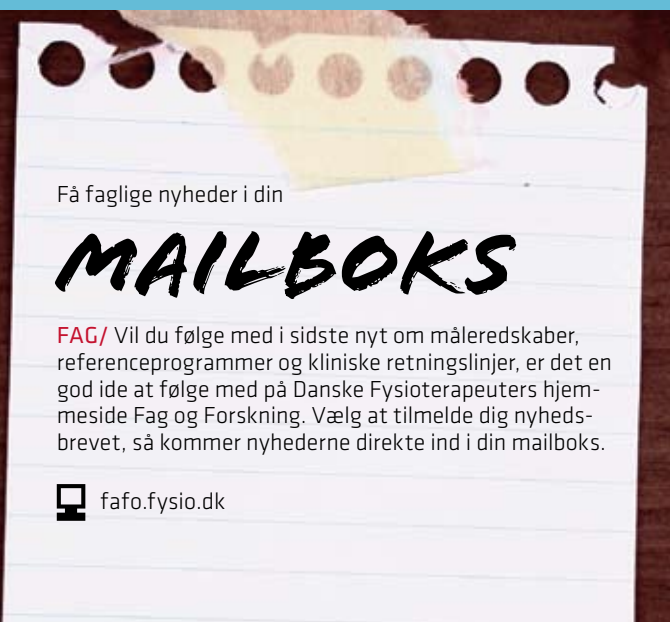 Få faglige nyheder i din
MAILBOKS
FAG/ Vil du følge med i sidste nyt om måleredskaber,
referenceprogrammer og kliniske retningslinjer, er det en
god ide at følge med på Danske Fysioterapeuters hjem-
meside Fag og Forskning. Vælg at tilmelde dig nyheds-
brevet, så kommer nyhederne direkte ind i din mailboks.
fafo.fysio.dk